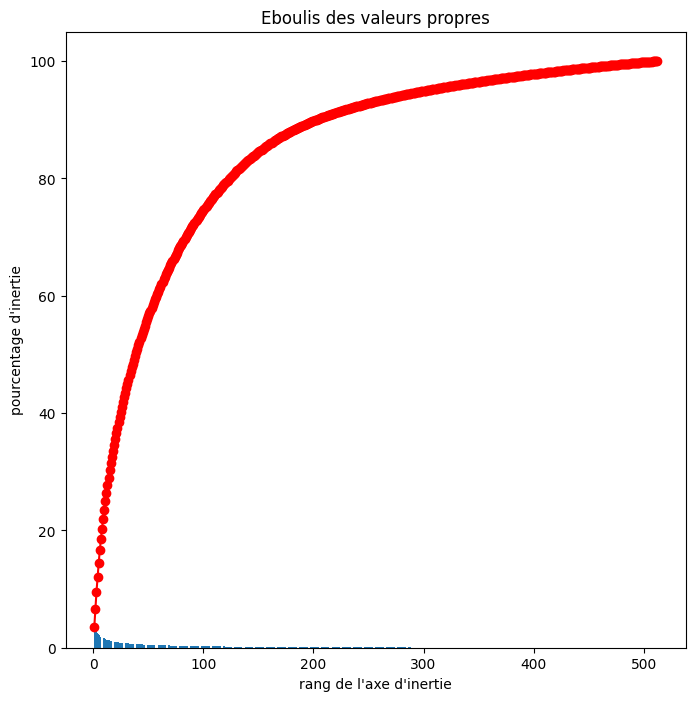 Eboulis des valeurs propres
100
80
60
40
20
0
pourcentage d'inertie
0 100 200 300 400 500
rang de l'axe d'inertie